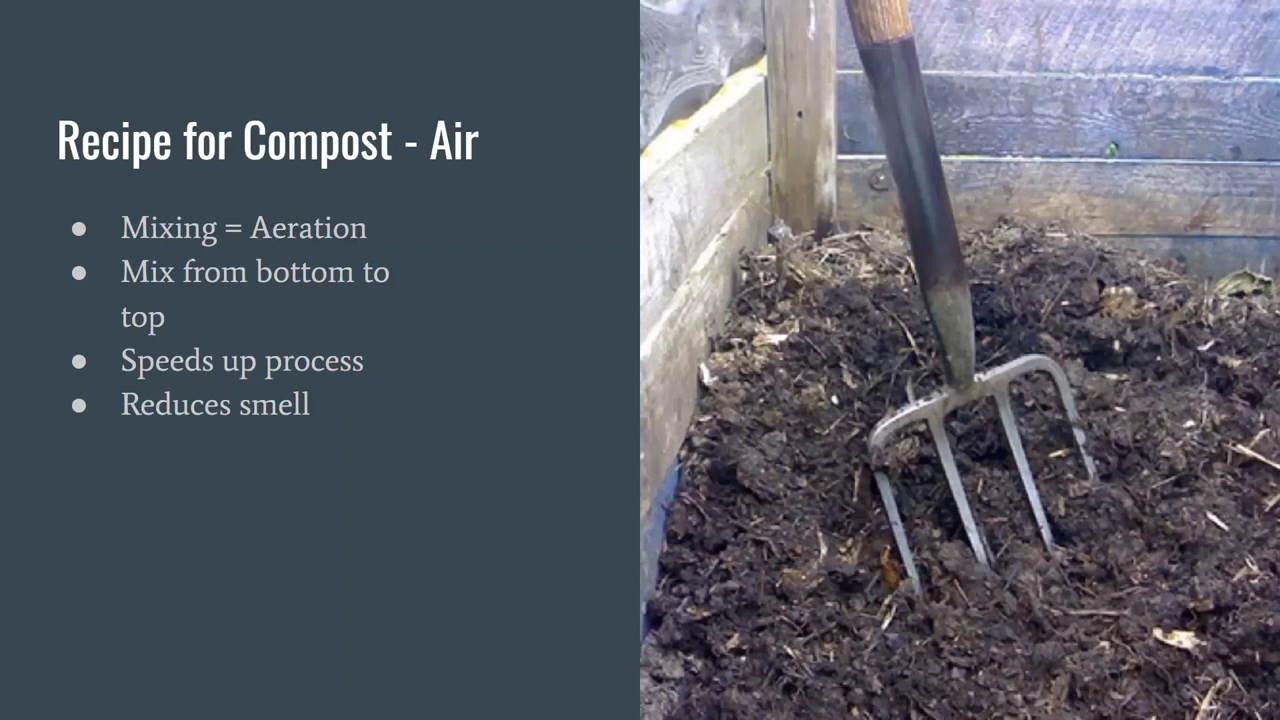 Recipe for Compost - Air
● Mixing = Aeration
● Mix from bottom to
top
● Speeds up process
● Reduces smell